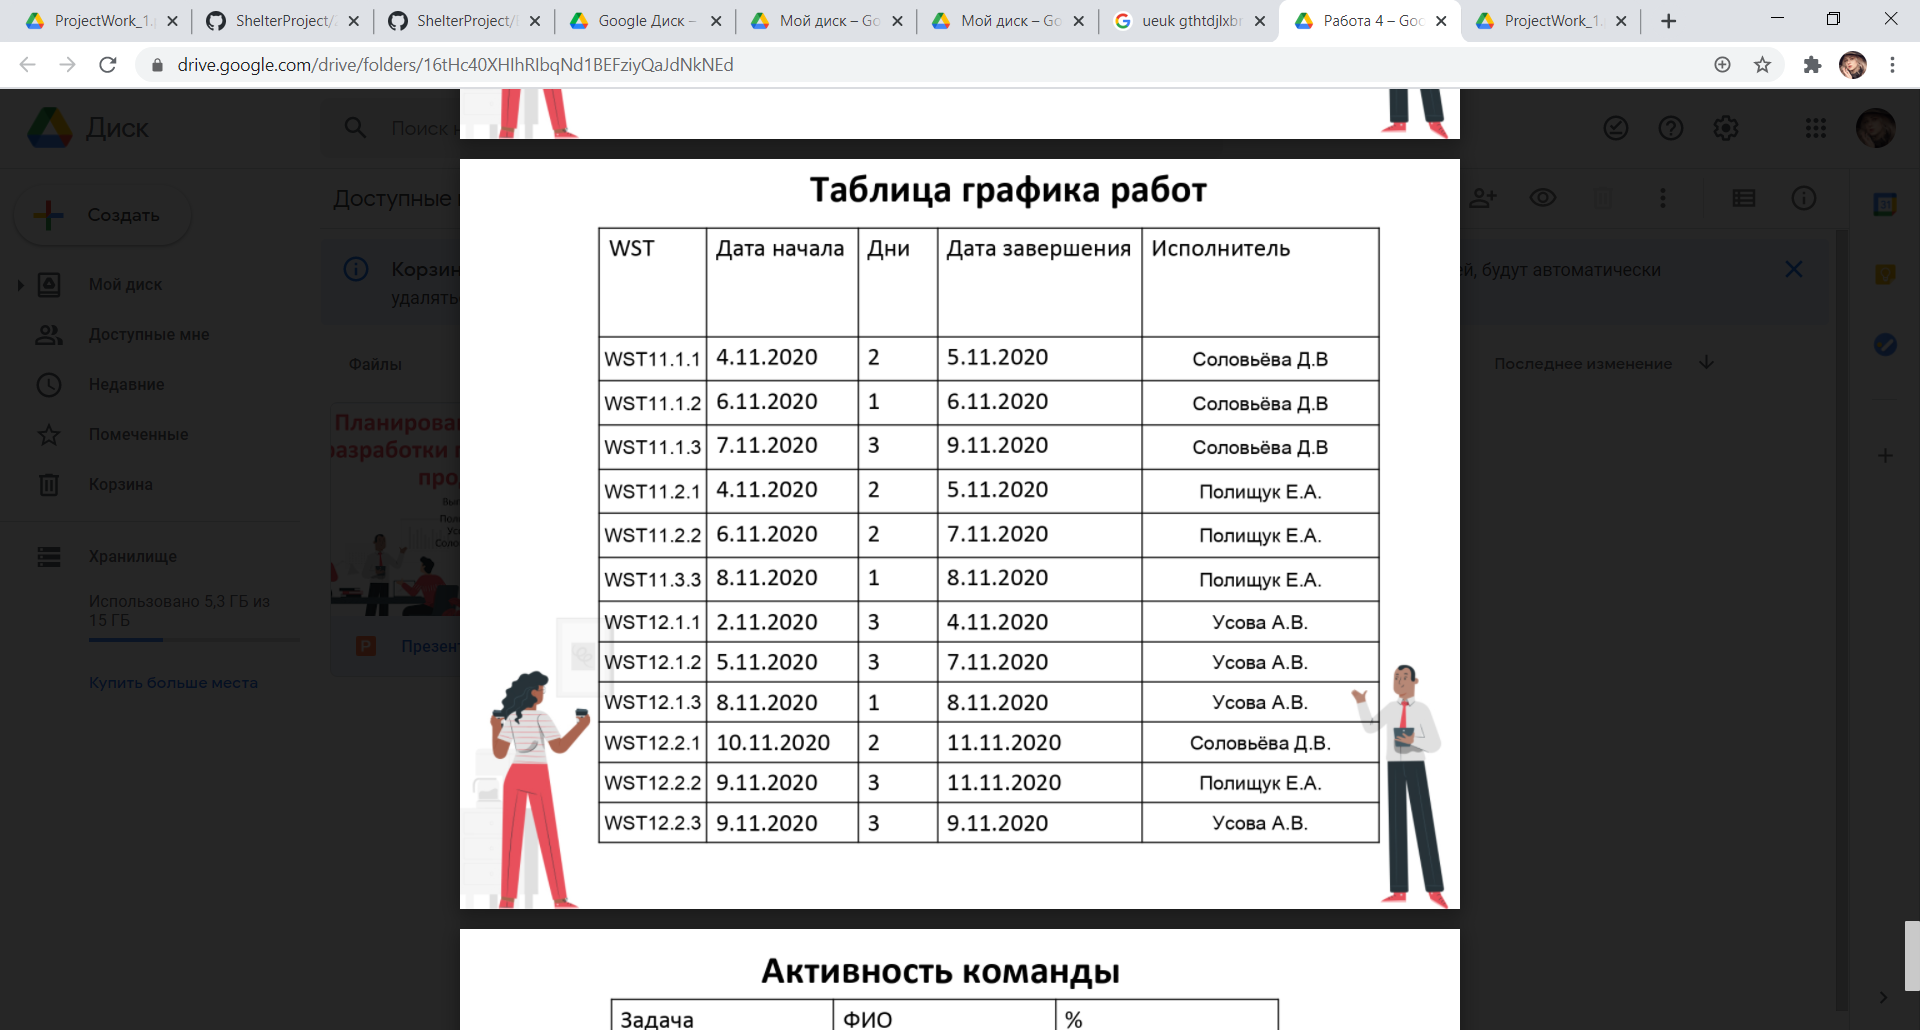 ProjectWork_1.
ShelterProject/
ShelterProject/
Google Диск –
Мой диск – Go
Мой диск – Go
ueuk gthtdjlxbr
Работа 4 – Goo
ProjectWork_1.
drive.google.com/drive/folders/16tHc40XHIhRlbqNd1BEFziyQaJdNkNEd
Диск
Поиск
Создать
Доступные
Мой диск
Доступные мне
Недавние
Помеченные
Корзина
Хранилище
Использовано 5,3 ГБ из
15 ГБ
Купить больше места
Корзин
удалять
й, будут автоматически
Файлы
Последнее изменение
Планирова
разработки
про
Презен
Таблица графика работ
WST Дата начала Дни Дата завершения Исполнитель
WST11.1.1 4.11.2020 2 5.11.2020 Соловьёва Д.В
WST11.1.2 6.11.2020 1 6.11.2020 Соловьёва Д.В
WST11.1.3 7.11.2020 3 9.11.2020 Соловьёва Д.В
WST11.2.1 4.11.2020 2 5.11.2020 Полищук Е.А.
WST11.2.2 6.11.2020 2 7.11.2020 Полищук Е.А.
WST11.3.3 8.11.2020 1 8.11.2020 Полищук Е.А.
WST12.1.1 2.11.2020 3 4.11.2020 Усова А.В.
WST12.1.2 5.11.2020 3 7.11.2020 Усова А.В.
WST12.1.3 8.11.2020 1 8.11.2020 Усова А.В.
WST12.2.1 10.11.2020 2 11.11.2020 Соловьёва Д.В.
WST12.2.2 9.11.2020 3 11.11.2020 Полищук Е.А.
WST12.2.3 9.11.2020 3 9.11.2020 Усова А.В.
Активность команды
Задача ФИО %